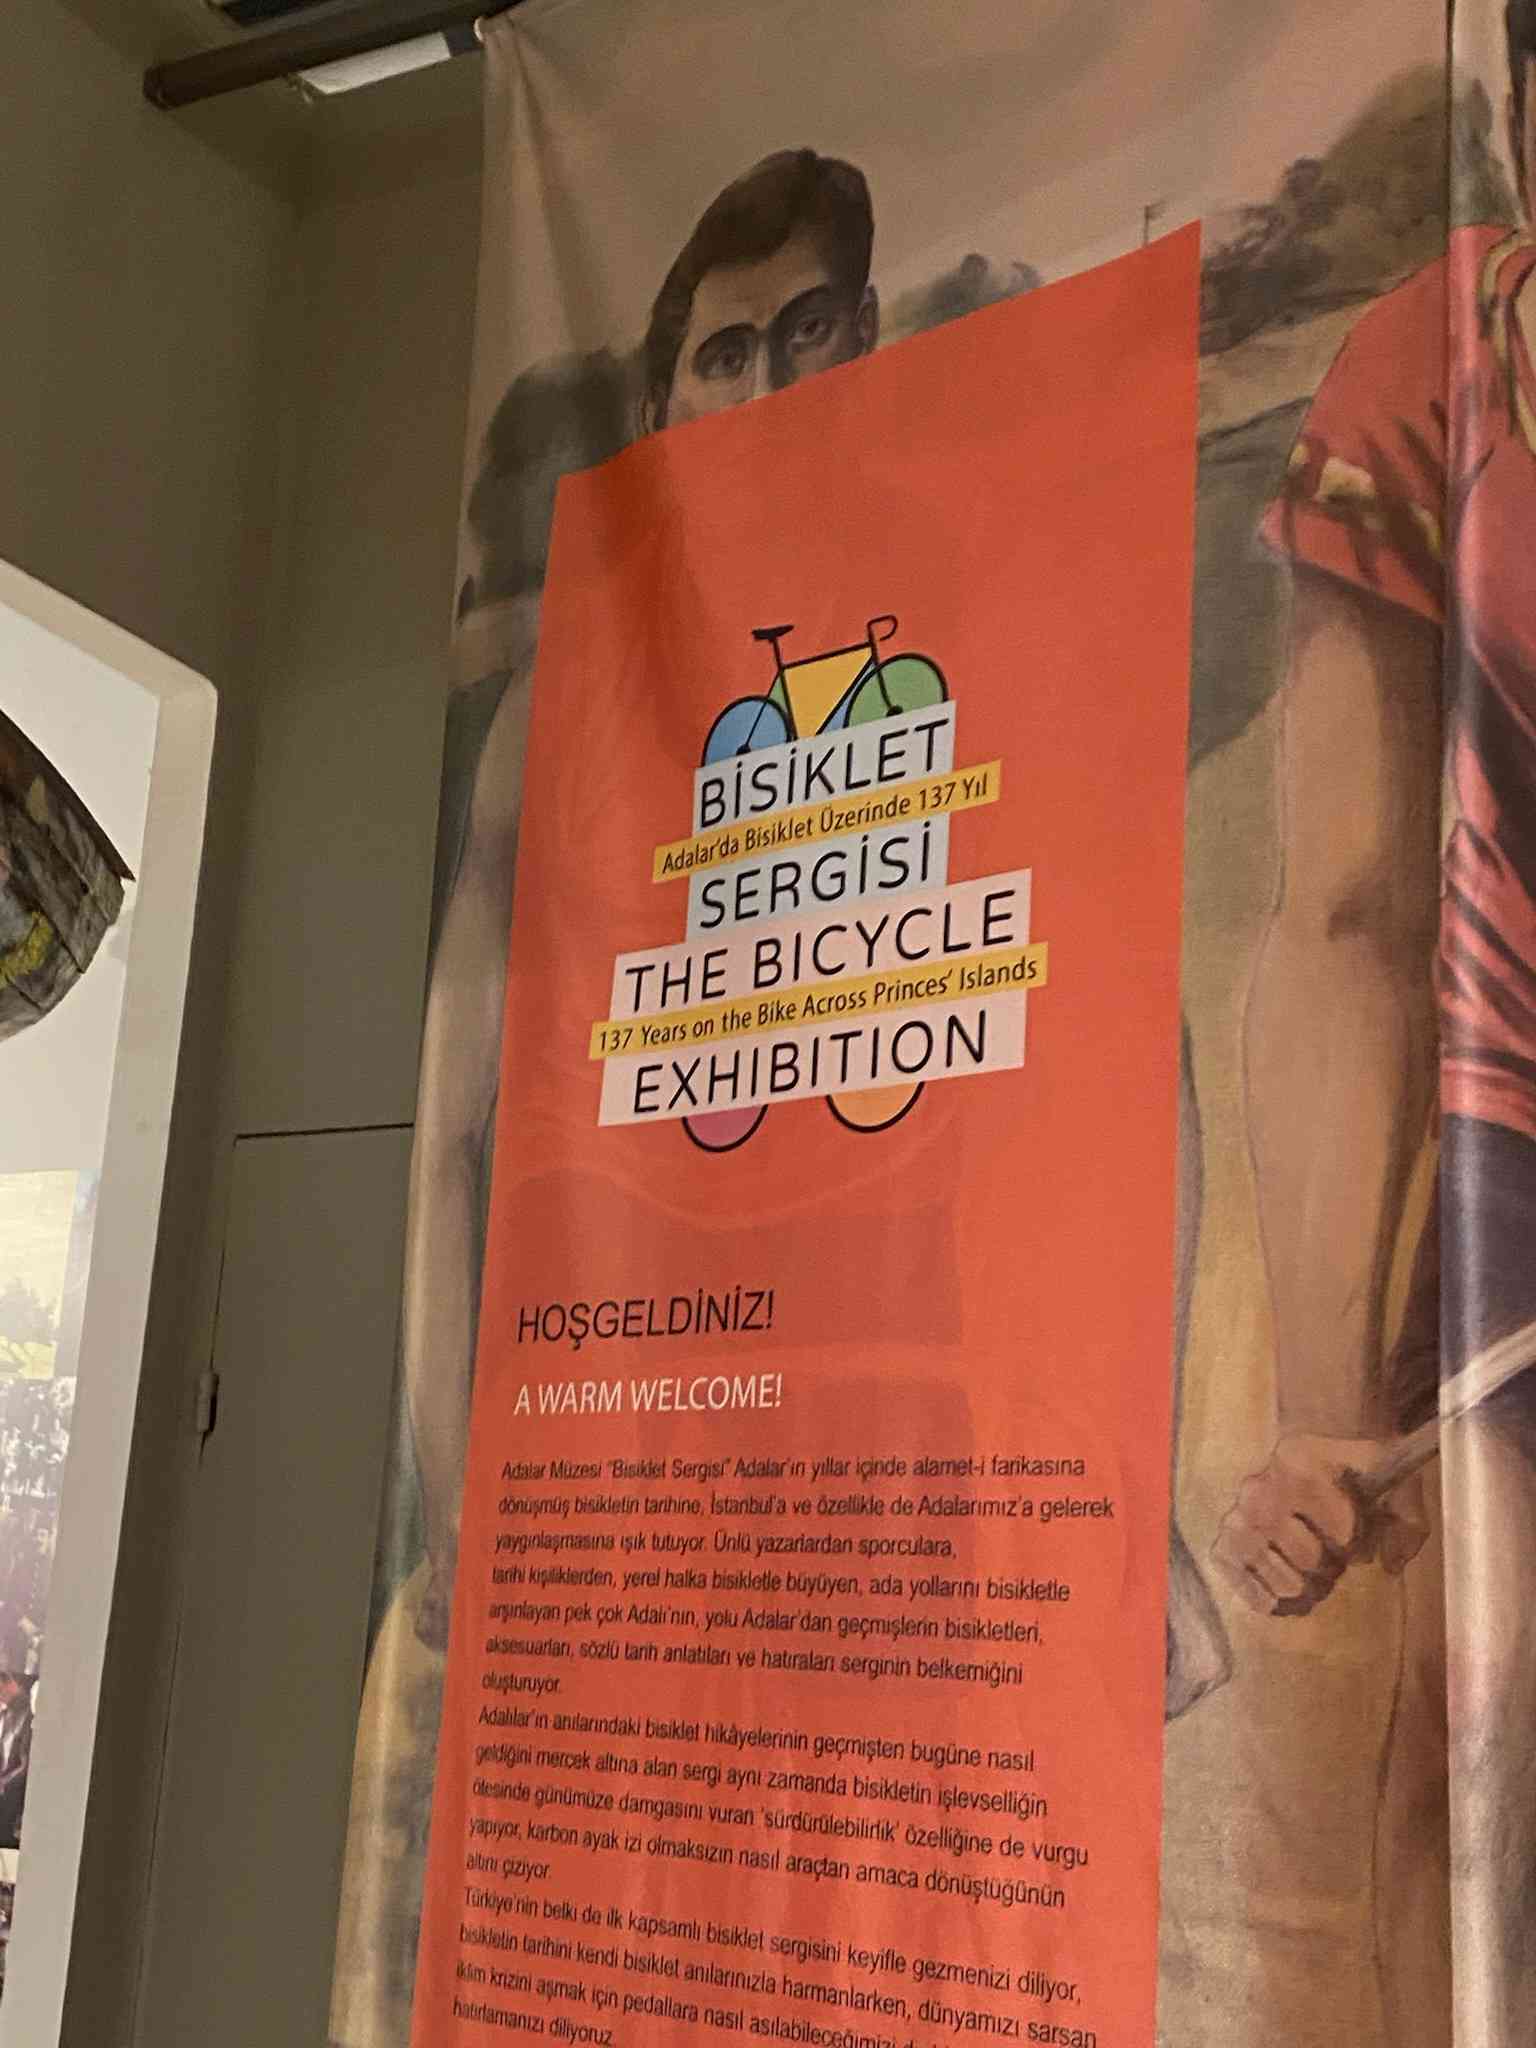 BİSİKLET
Adalar'da Bisiklet Üzerinde 137 Yıl
SERGİSİ
THE BICYCLE
137 Years on the Bike Across Princes' Islands
EXHIBITION
HOŞGELDİNİZ!
A WARM WELCOME!
Adalar Müzesi "Bisiklet Sergisi" Adalar'ın yıllar içinde alamet-i farikasına
dönüşmüş bisikletin tarihine, İstanbul'a ve özellikle de Adalarımız'a gelerek
yaygınlaşmasına ışık tutuyor. Ünlü yazarlardan sporculara,
tarihi kişiliklerden, yerel halka bisikletle büyüyen, ada yollarını bisikletle
arşınlayan pek çok Adalı'nın, yolu Adalar'dan geçmişlerin bisikletleri,
aksesuarları, sözlü tarih anlatıları ve hatıraları serginin belkemiğini
oluşturuyor.
Adalılar'ın anılarındaki bisiklet hikâyelerinin geçmişten bugüne nasıl
geldiğini mercek altına alan sergi aynı zamanda bisikletin işlevselliğin
ötesinde günümüze damgasını vuran 'sürdürülebilirlik' özelliğine de vurgu
yapıyor, karbon ayak izi olmaksızın nasıl araçtan amaca dönüştüğünün
altını çiziyor.
Türkiye'nin belki de ilk kapsamlı bisiklet sergisini keyifle gezmenizi diliyor,
bisikletin tarihini kendi bisiklet anılarınızla harmanlarken, dünyamızı sarsan
iklim krizini aşmak için pedallara nasıl asılabileceğimizi
hatırlamanızı diliyoruz.